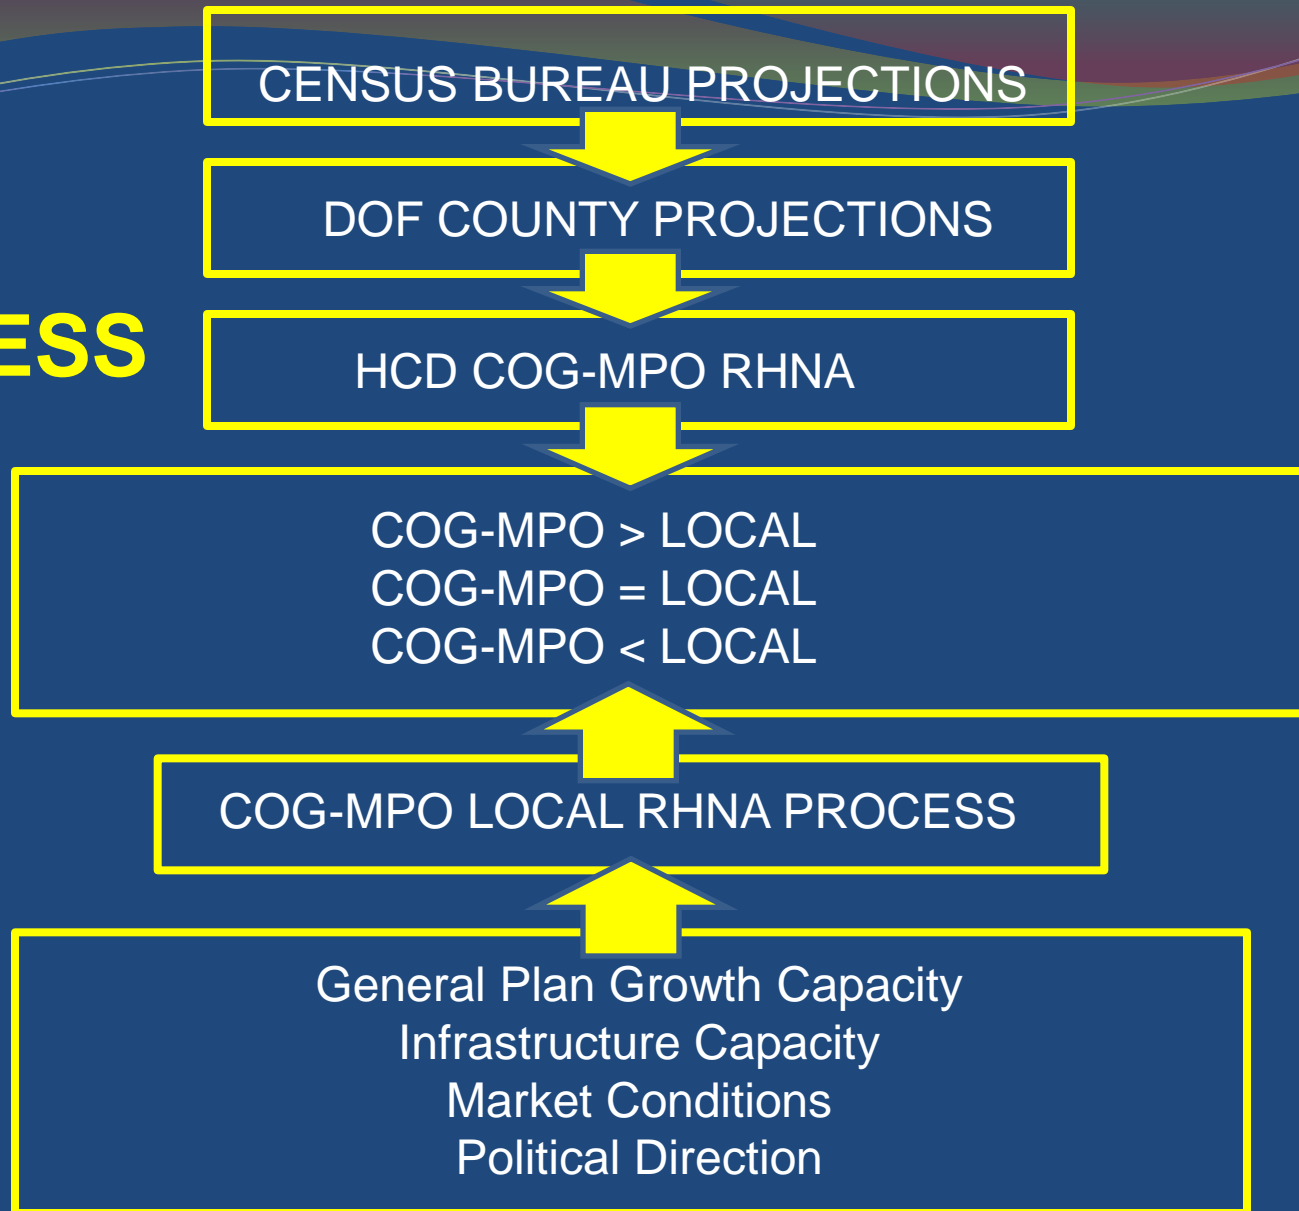 CENSUS BUREAU PROJECTIONS
DOF COUNTY PROJECTIONS
ESS
HCD COG-MPO RHNA
COG-MPO > LOCAL
COG-MPO = LOCAL
COG-MPO < LOCAL
COG-MPO LOCAL RHNA PROCESS
General Plan Growth Capacity
Infrastructure Capacity
Market Conditions
Political Direction